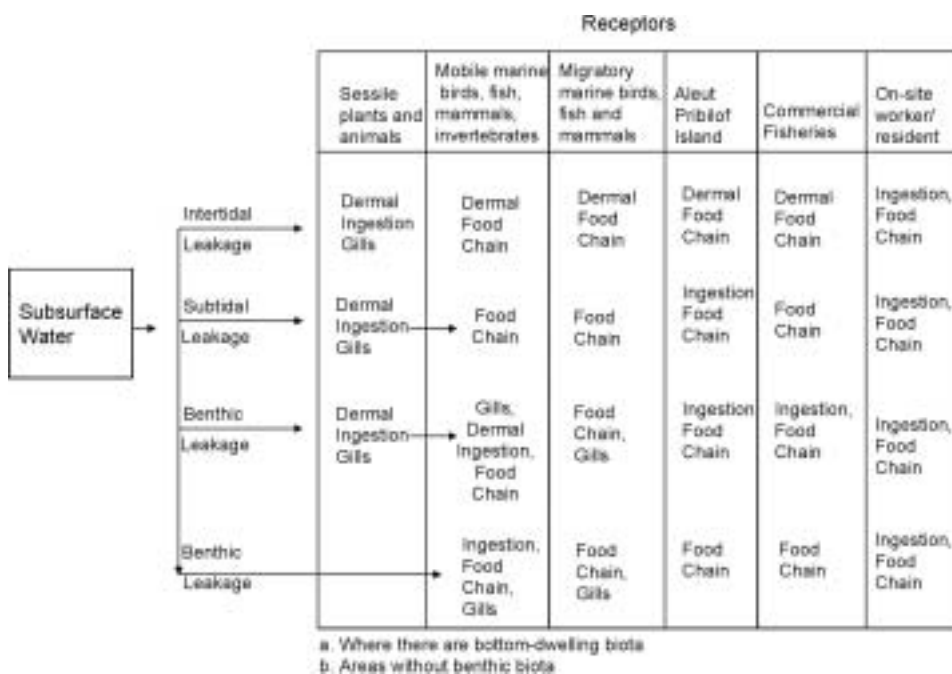 Receptors
Sessile
plants and
animals
Mobile marine
birds, fish,
mammals,
invertebrates
Migratory
marine birds,
fish and
mammals
Aleut
Pribilof
Island
Commercial
Fisheries
On-site
worker/
resident
Subsurface
Water
Intertidal
Leakage
Dermal
Ingestion
Gills
Dermal
Food
Chain
Dermal
Food
Chain
Dermal
Food
Chain
Dermal
Food
Chain
Ingestion,
Food
Chain
Subtidal
Leakage
Dermal
Ingestion
Gills
Food
Chain
Food
Chain
Ingestion
Food
Chain
Food
Chain
Ingestion,
Food
Chain
Benthic
Leakage
Dermal
Ingestion
Gills
Gills,
Dermal
Ingestion,
Food
Chain
Food
Chain,
Gills
Ingestion
Food
Chain
Ingestion,
Food
Chain
Ingestion,
Food
Chain
Benthic
Leakage
Ingestion,
Food
Chain,
Gills
Food
Chain,
Gills
Food
Chain
Food
Chain
Ingestion,
Food
Chain
a. Where there are bottom-dwelling biota
b. Areas without benthic biota